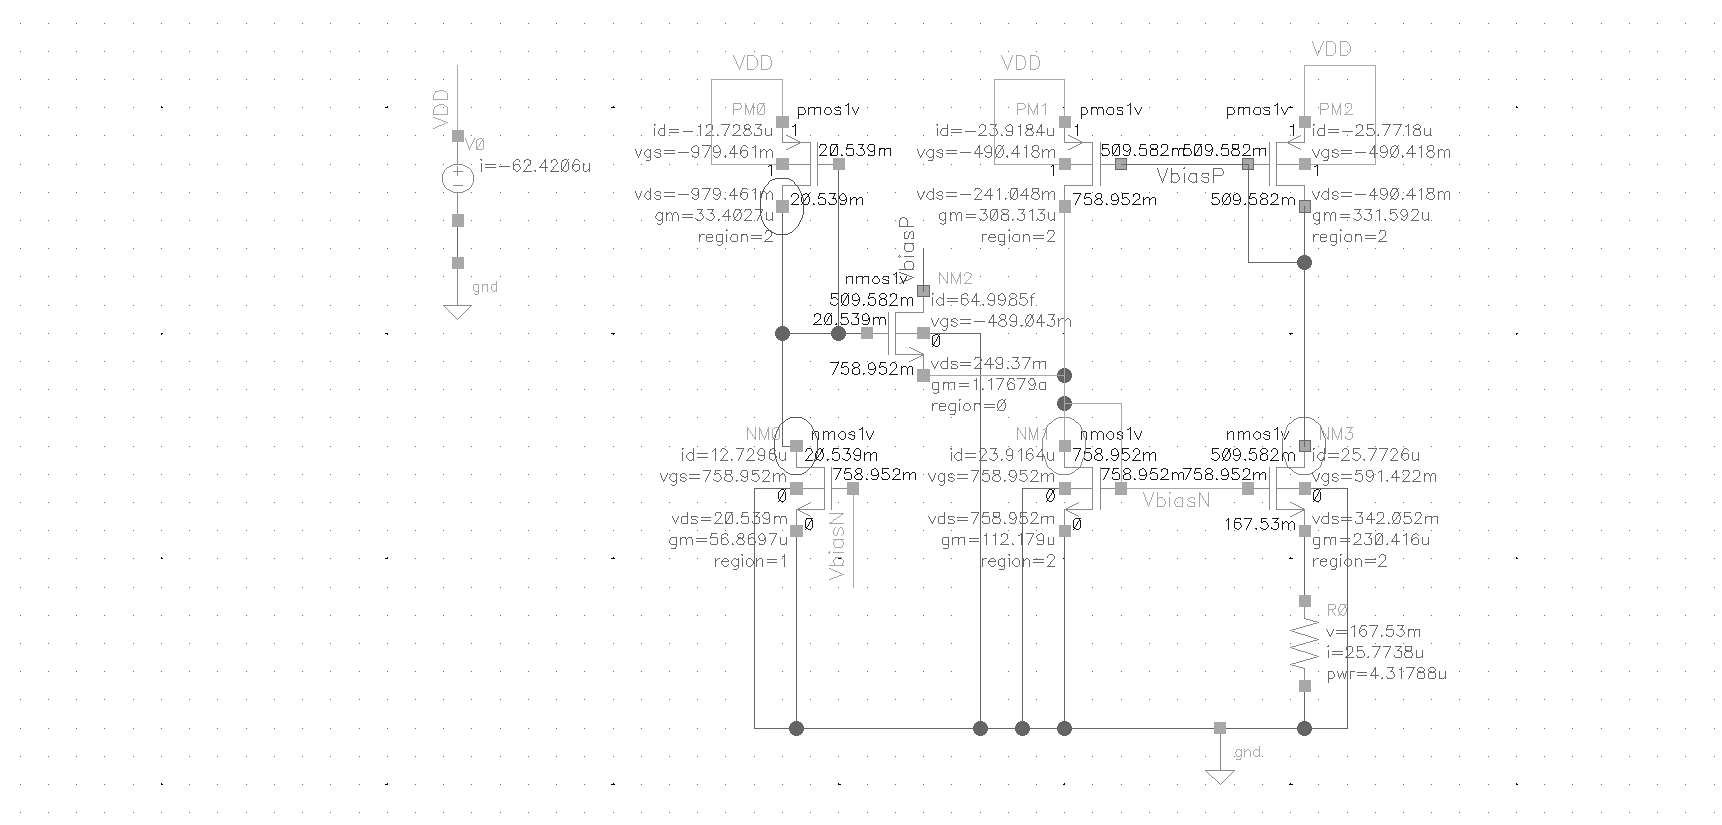 VDD
V0
i=-62.4206u
gnd
VDD
PM0
pmos1v
id=-12.7283u
1
vgs=-979.461m
20.539m
1
vds=-979.461m
20.539m
gm=33.4027u
region=2
VDD
PM1
pmos1v
id=-23.9184u
1
vgs=-490.418m
509.582m
1
VbiasP
vds=-241.048m
758.952m
gm=308.313u
region=2
VDD
pmos1v
PM2
1
id=-25.7718u
509.582m
vgs=-490.418m
1
509.582m
vds=-490.418m
gm=331.592u
region=2
VbiasP
nmos1v
NM2
509.582m
id=64.9985f
20.539m
vgs=-489.043m
0
758.952m
vds=249.37m
gm=1.17679a
region=0
NM0
nmos1v
id=12.7296u
20.539m
vgs=758.952m
758.952m
0
vds=20.539m
0
gm=56.8697u
region=1
VbiasN
NM1
nmos1v
id=23.9164u
758.952m
vgs=758.952m
758.952m
0
VbiasN
vds=758.952m
0
gm=112.179u
region=2
nmos1v
NM3
509.582m
id=25.7726u
758.952m
vgs=591.422m
0
167.53m
vds=342.052m
gm=230.416u
region=2
R0
v=167.53m
i=25.7738u
pwr=4.31788u
gnd